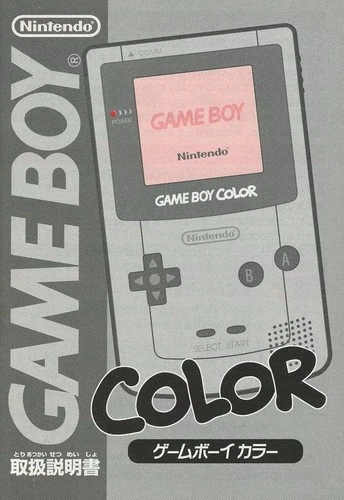 Nintendo®
GAME BOY®
COMM.
POWER
GAME BOY
Nintendo
GAME BOY COLOR
Nintendo
B
A
SELECT START
COLOR
ゲームボーイ カラー
とりあつかい せつ めい しょ
取扱説明書